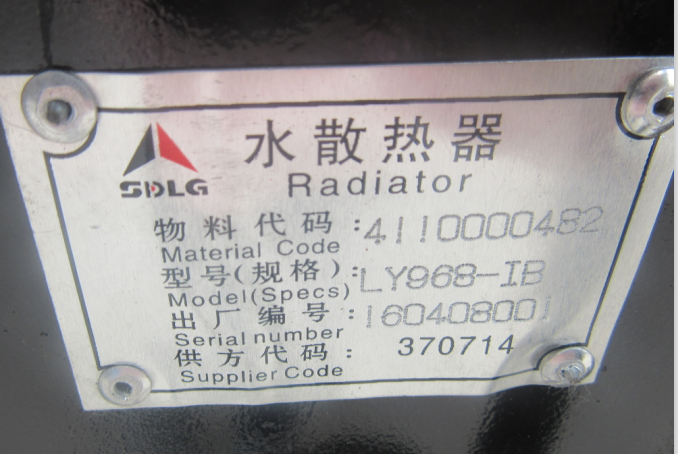 水散热器
SDLG
Radiator
物料代码:4110000482
Material Code
型号(规格):LY968-IB
Model(Specs)
出厂编号:160408001
Serial number
供方代码: 370714
Supplier Code